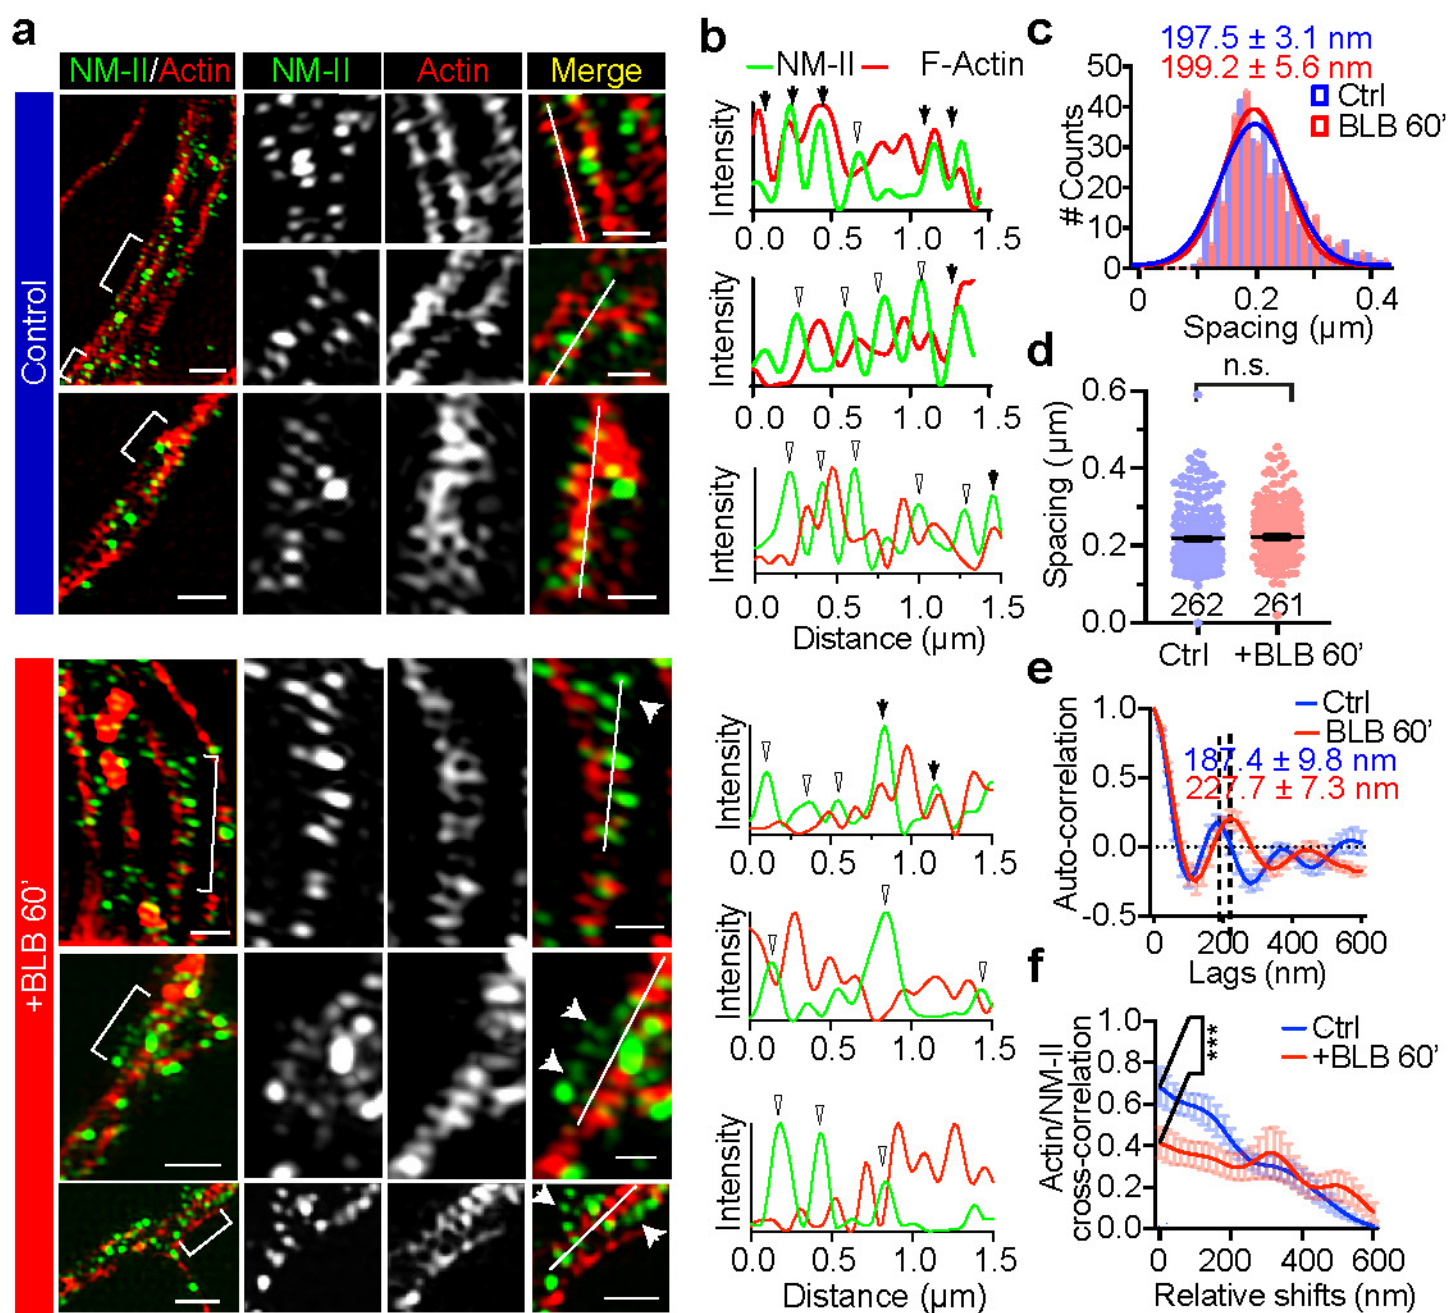 a
NM-II/Actin
NM-II
Actin
Merge
Control
+BLB 60'
b
NM-II
F-Actin
Intensity
0.0 0.5 1.0 1.5
Intensity
0.0 0.5 1.0 1.5
Intensity
0.0 0.5 1.0 1.5
Distance (µm)
Intensity
0.0 0.5 1.0 1.5
Intensity
0.0 0.5 1.0 1.5
Intensity
0.0 0.5 1.0 1.5
Distance (µm)
c
197.5 ± 3.1 nm
199.2 ± 5.6 nm
Ctrl
BLB 60'
# Counts
50
40
30
20
10
0
0 0.2 0.4
Spacing (µm)
d
n.s.
Spacing (µm)
0.6
0.4
0.2
0.0
262 261
Ctrl +BLB 60'
e
Ctrl
BLB 60'
187.4 ± 9.8 nm
227.7 ± 7.3 nm
Auto-correlation
1.0
0.5
0.0
-0.5
0 200 400 600
Lags (nm)
f
Ctrl
+BLB 60'
***
Actin/NM-II
cross-correlation
1.0
0.8
0.6
0.4
0.2
0.0
0 200 400 600
Relative shifts (nm)